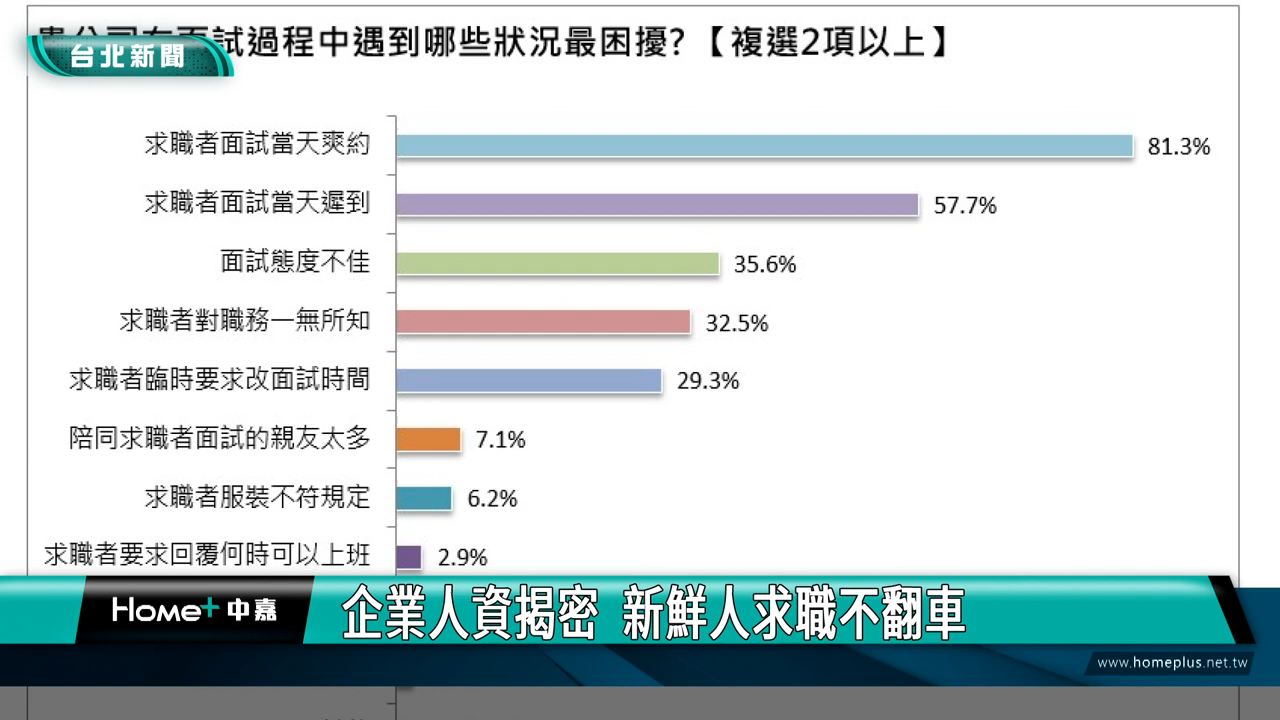 試過程中遇到哪些狀況最困擾?【複選2項以上】
台北新聞
求職者面試當天爽約 81.3%
求職者面試當天遲到 57.7%
面試態度不佳 35.6%
求職者對職務一無所知 32.5%
求職者臨時要求改面試時間 29.3%
陪同求職者面試的親友太多 7.1%
求職者服裝不符規定 6.2%
求職者要求回覆何時可以上班 2.9%
Home+中嘉
企業人資揭密 新鮮人求職不翻車
www.homeplus.net.tw